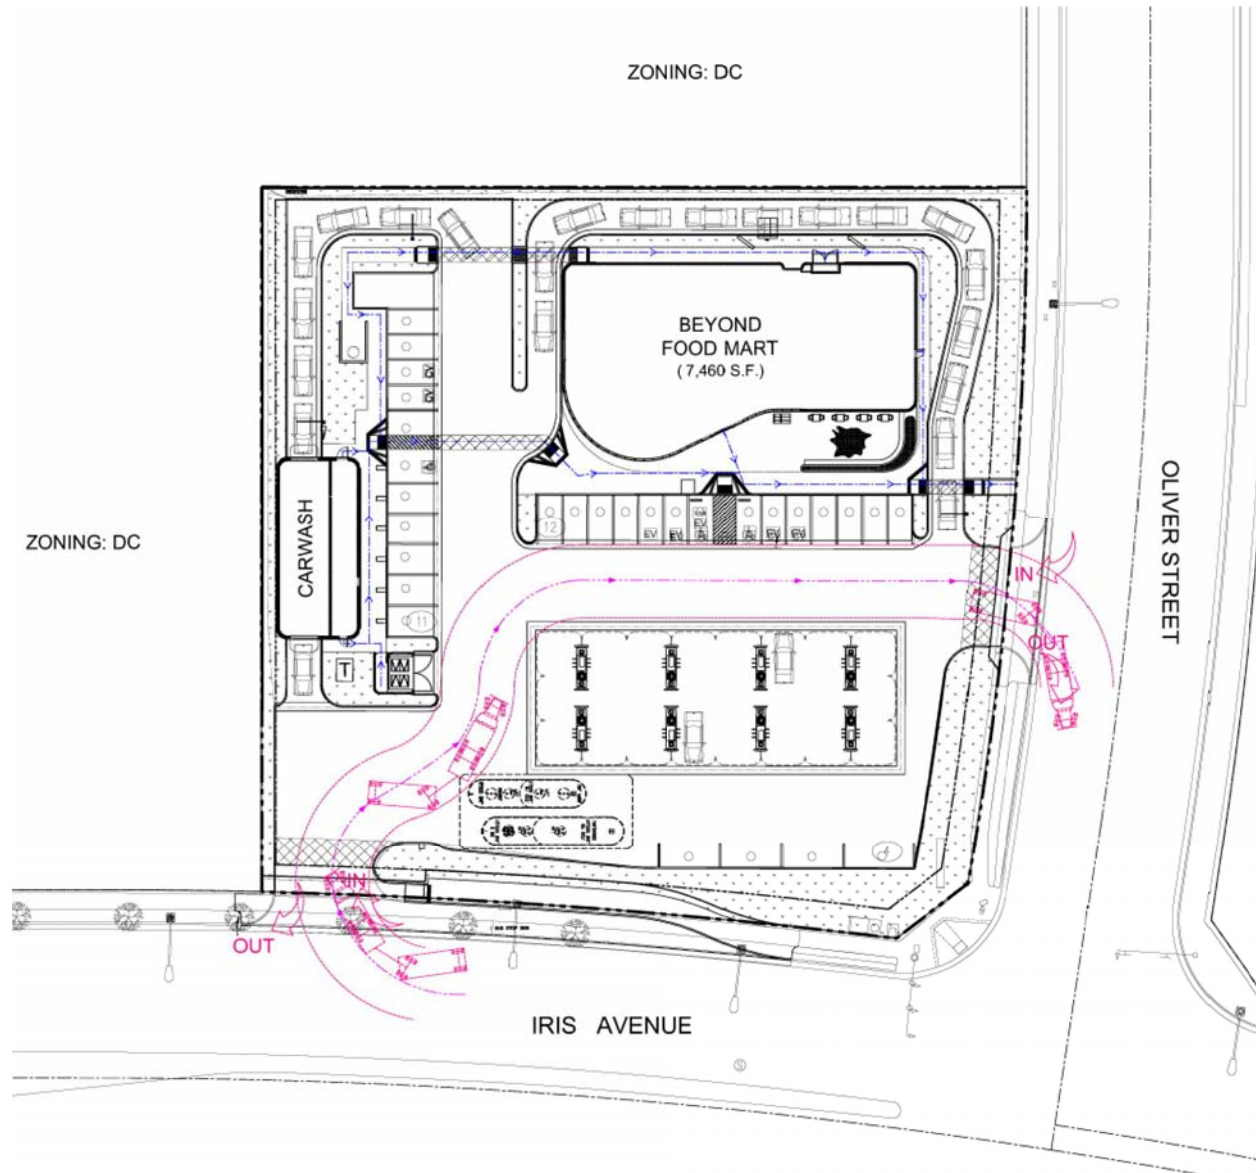 ZONING: DC
BEYOND
FOOD MART
( 7,460 S.F.)
ZONING: DC
CARWASH
OLIVER STREET
12
EV
EV
EV
EV
EV
11
IN
OUT
T
4
IN
OUT
IRIS AVENUE
S